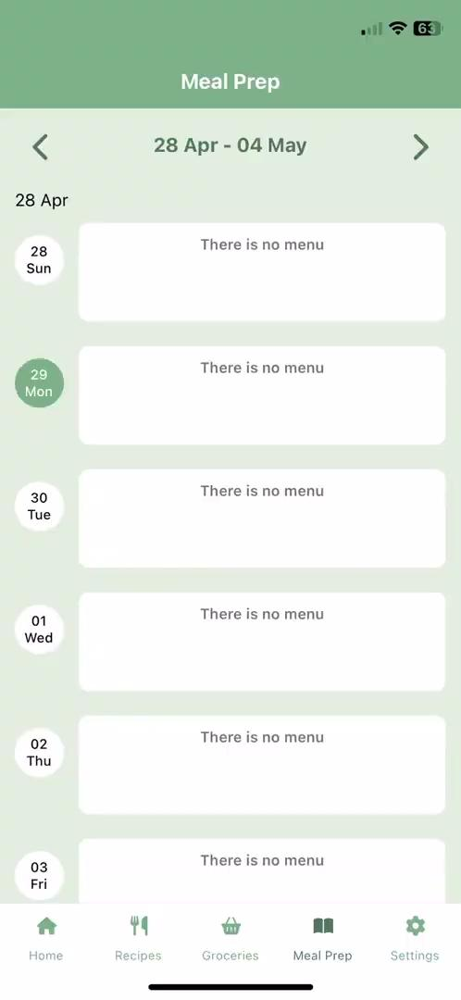 63
Meal Prep
28 Apr - 04 May
28 Apr
28
Sun
There is no menu
29
Mon
There is no menu
30
Tue
There is no menu
01
Wed
There is no menu
02
Thu
There is no menu
03
Fri
There is no menu
Home
Recipes
Groceries
Meal Prep
Settings